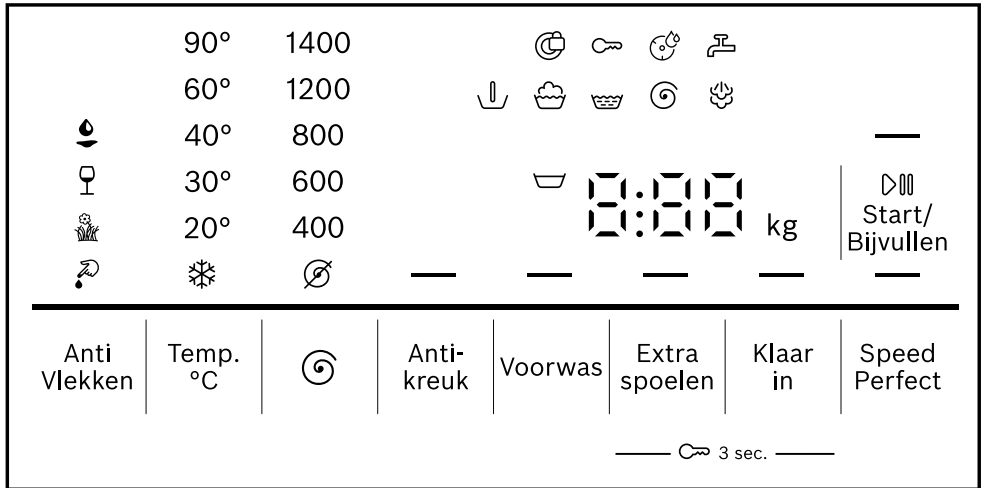 90° 1400
60° 1200
40° 800
30° 600
20° 400
8:88 kg
Start/
Bijvullen
Anti
Vlekken
Temp.
°C
Anti-
kreuk
Voorwas
Extra
spoelen
Klaar
in
Speed
Perfect
3 sec.